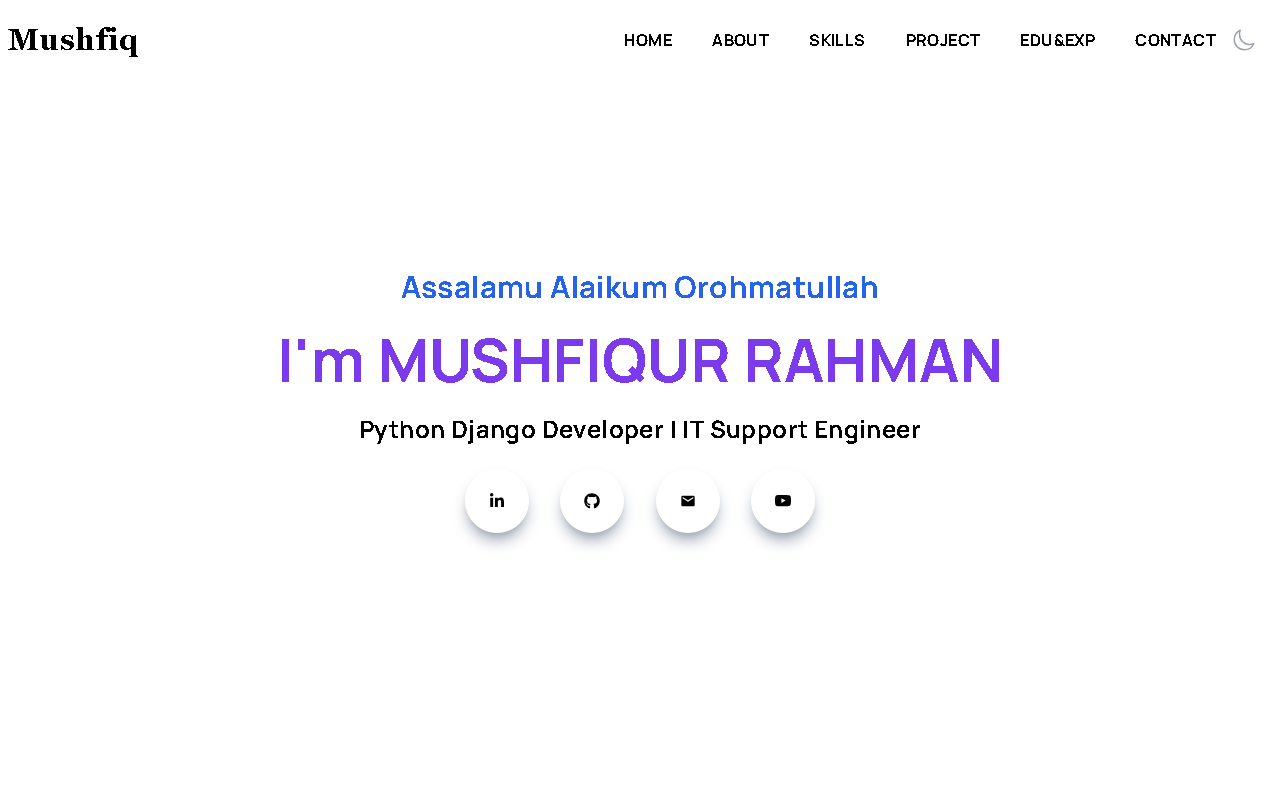 Mushfiq
HOME ABOUT SKILLS PROJECT EDU&EXP CONTACT
Assalamu Alaikum Orohmatullah
I'm MUSHFIQUR RAHMAN
Python Django Developer I IT Support Engineer
in